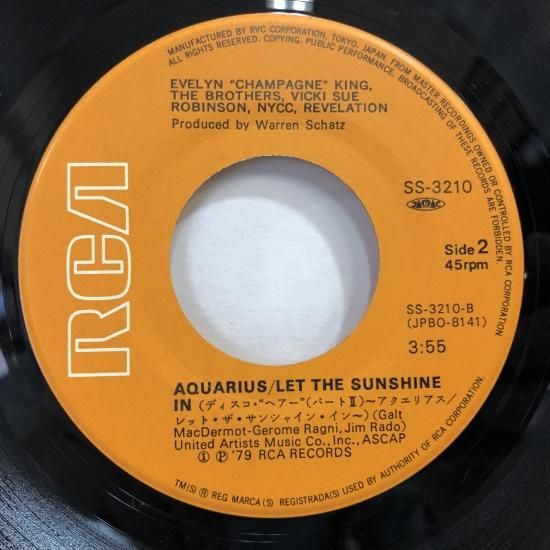 MANUFACTURED BY RVC CORPORATION, TOKYO, JAPAN. FROM MASTER RECORDINGS OWNED OR CONTROLLED BY RCA CORPORATION.
ALL RIGHTS RESERVED. COPYING. PUBLIC PERFORMANCE. BROADCASTING OF THESE RECORDS ARE FORBIDDEN.
EVELYN "CHAMPAGNE" KING,
THE BROTHERS, VICKI SUE
ROBINSON, NYCC, REVELATION
Produced by Warren Schatz
RCA
SS-3210
JASRAC
Side 2
45rpm
SS-3210-B
(JPBO-8141)
3:55
AQUARIUS/LET THE SUNSHINE
IN (ディスコ・"ヘアー"(パートⅡ)〜アクエリアス/
レット・ザ・サンシャイン・イン〜) (Galt
MacDermot-Gerome Ragni, Jim Rado)
United Artists Music Co., Inc., ASCAP
① Ⓟ '79 RCA RECORDS
TM(S) ® REG MARCA(S) REGISTRADA(S) USED BY AUTHORITY OF RCA CORPORATION.